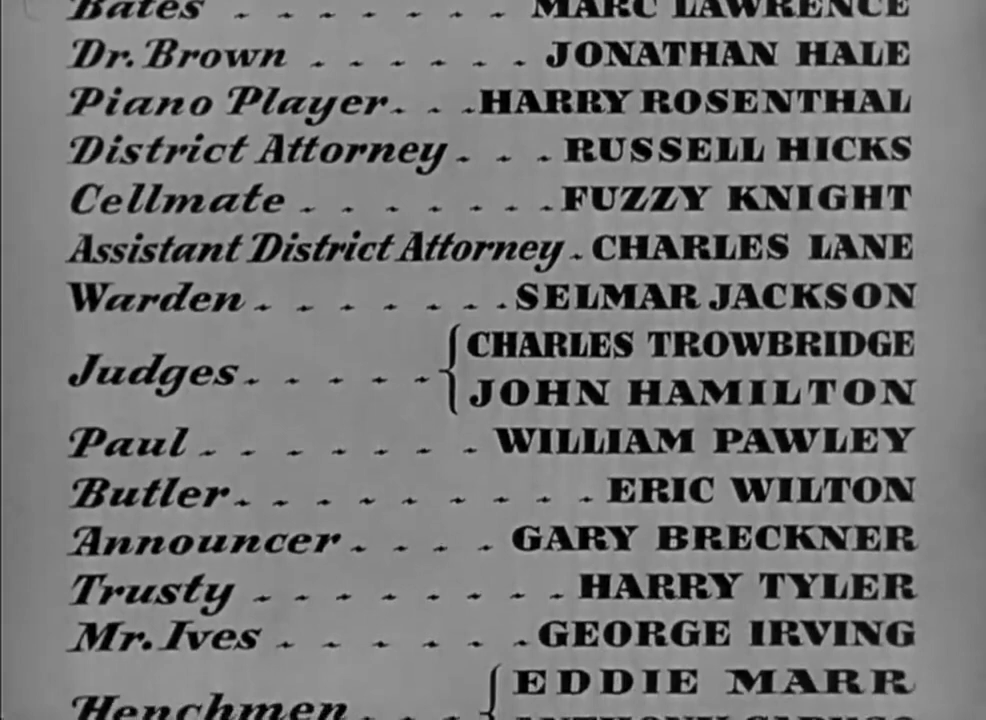 Bates . . . . . . . MARC LAWRENCE
Dr. Brown . . . . . . JONATHAN HALE
Piano Player . . . HARRY ROSENTHAL
District Attorney . . . RUSSELL HICKS
Cellmate . . . . . . . FUZZY KNIGHT
Assistant District Attorney . CHARLES LANE
Warden . . . . . . . SELMAR JACKSON
Judges . . . . . { CHARLES TROWBRIDGE
JOHN HAMILTON
Paul . . . . . . . WILLIAM PAWLEY
Butler . . . . . . . . . ERIC WILTON
Announcer . . . . GARY BRECKNER
Trusty . . . . . . . . HARRY TYLER
Mr. Ives . . . . . . GEORGE IRVING
Henchmen . . . . { EDDIE MARR